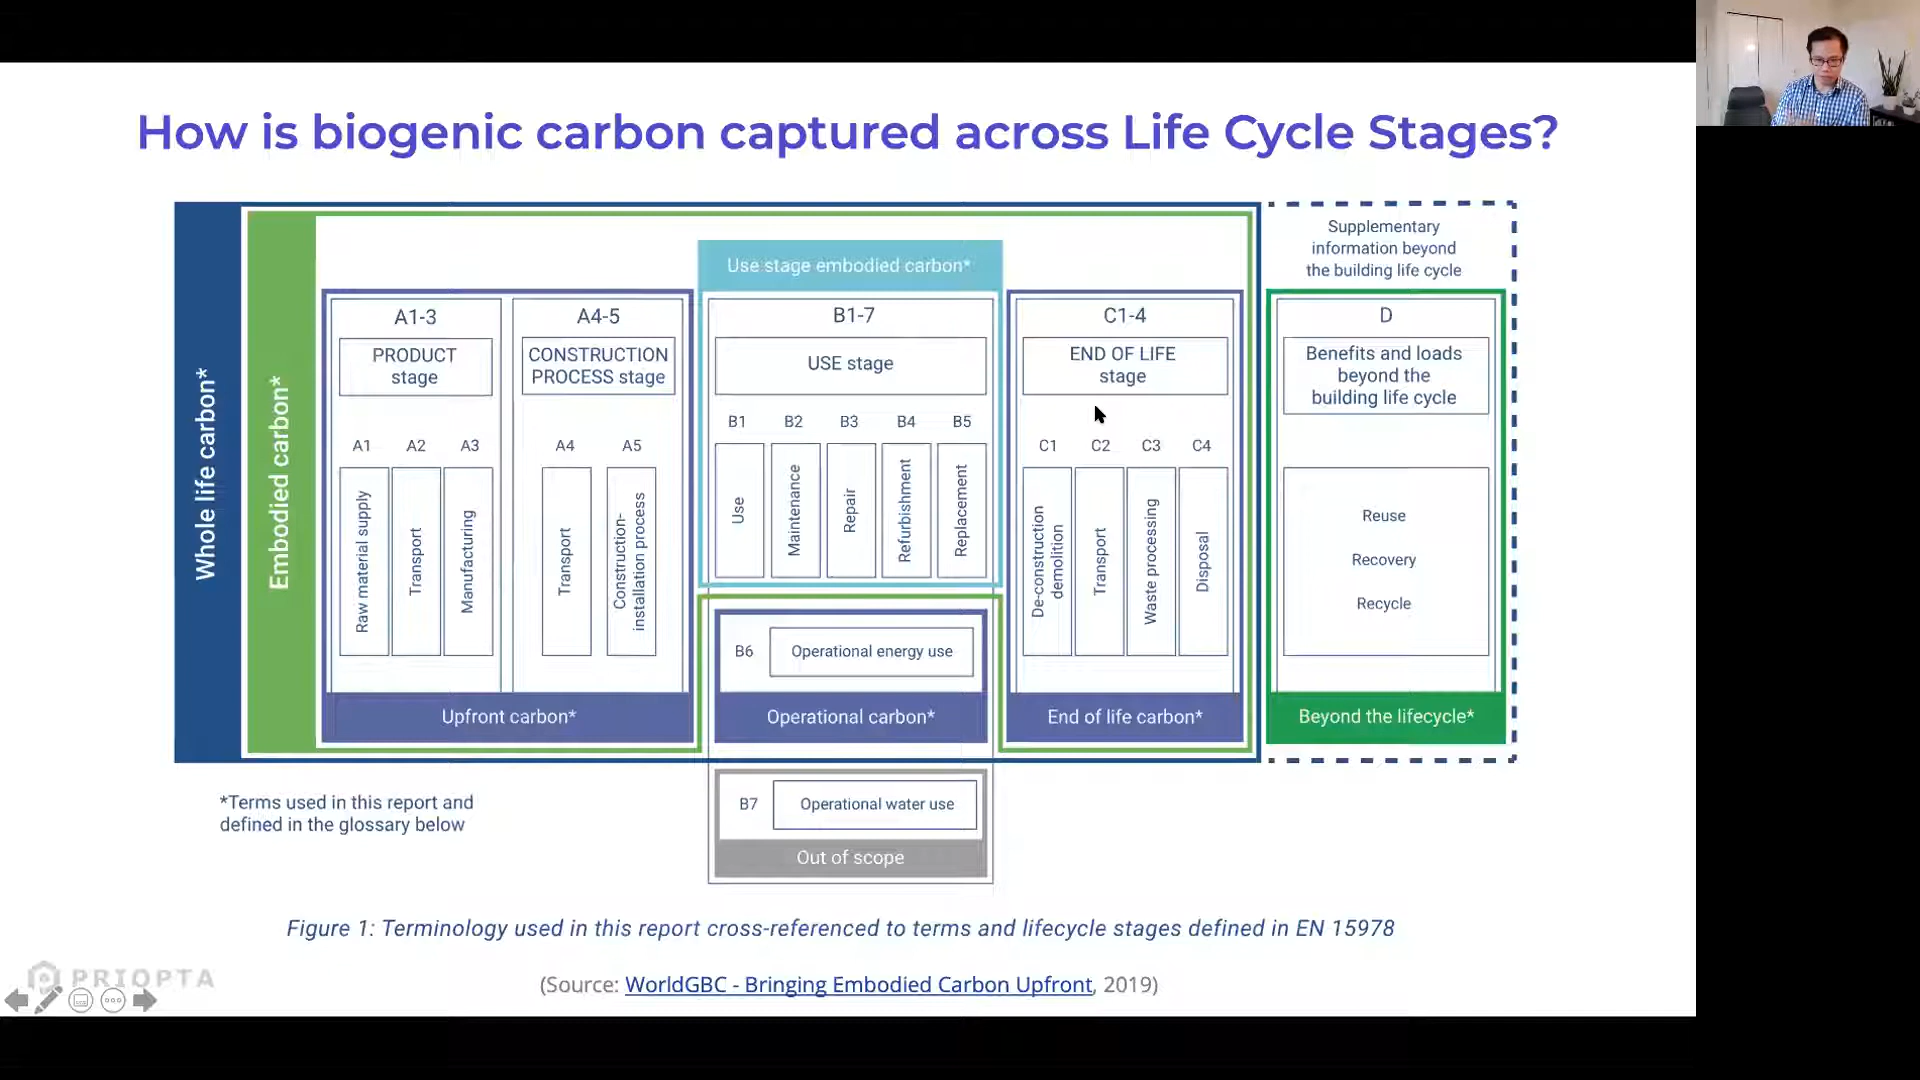 How is biogenic carbon captured across Life Cycle Stages?
Whole life carbon*
Embodied carbon*
Use stage embodied carbon*
Supplementary
information beyond
the building life cycle
A1-3
PRODUCT
stage
A1
A2
A3
Raw material supply
Transport
Manufacturing
A4-5
CONSTRUCTION
PROCESS stage
A4
A5
Transport
Construction-
installation process
Upfront carbon*
B1-7
USE stage
B1
B2
B3
B4
B5
Use
Maintenance
Repair
Refurbishment
Replacement
B6
Operational energy use
Operational carbon*
B7
Operational water use
Out of scope
C1-4
END OF LIFE
stage
C1
C2
C3
C4
De-construction
demolition
Transport
Waste processing
Disposal
End of life carbon*
D
Benefits and loads
beyond the
building life cycle
Reuse
Recovery
Recycle
Beyond the lifecycle*
*Terms used in this report and
defined in the glossary below
Figure 1: Terminology used in this report cross-referenced to terms and lifecycle stages defined in EN 15978
PRIOPTA
(Source: WorldGBC - Bringing Embodied Carbon Upfront, 2019)